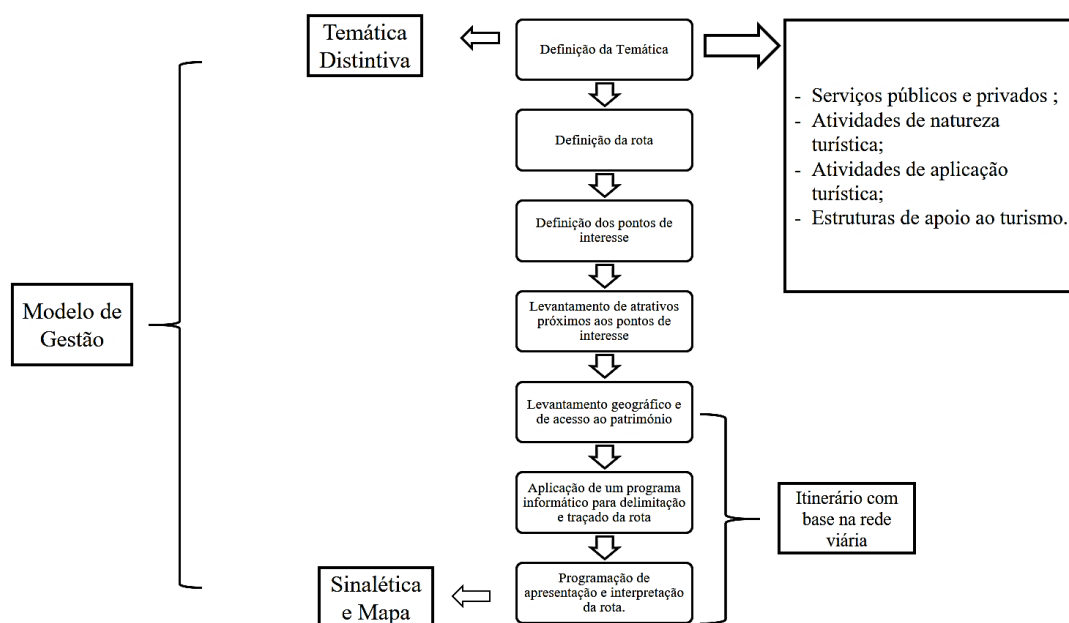 Temática
Distintiva
Definição da Temática
- Serviços públicos e privados ;
- Atividades de natureza
turística;
- Atividades de aplicação
turística;
- Estruturas de apoio ao turismo.
Definição da rota
Definição dos pontos de
interesse
Modelo de
Gestão
Levantamento de atrativos
próximos aos pontos de
interesse
Levantamento geográfico e
de acesso ao património
Aplicação de um programa
informático para delimitação
e traçado da rota
Itinerário com
base na rede
viária
Sinalética
e Mapa
Programação de
apresentação e interpretação
da rota.